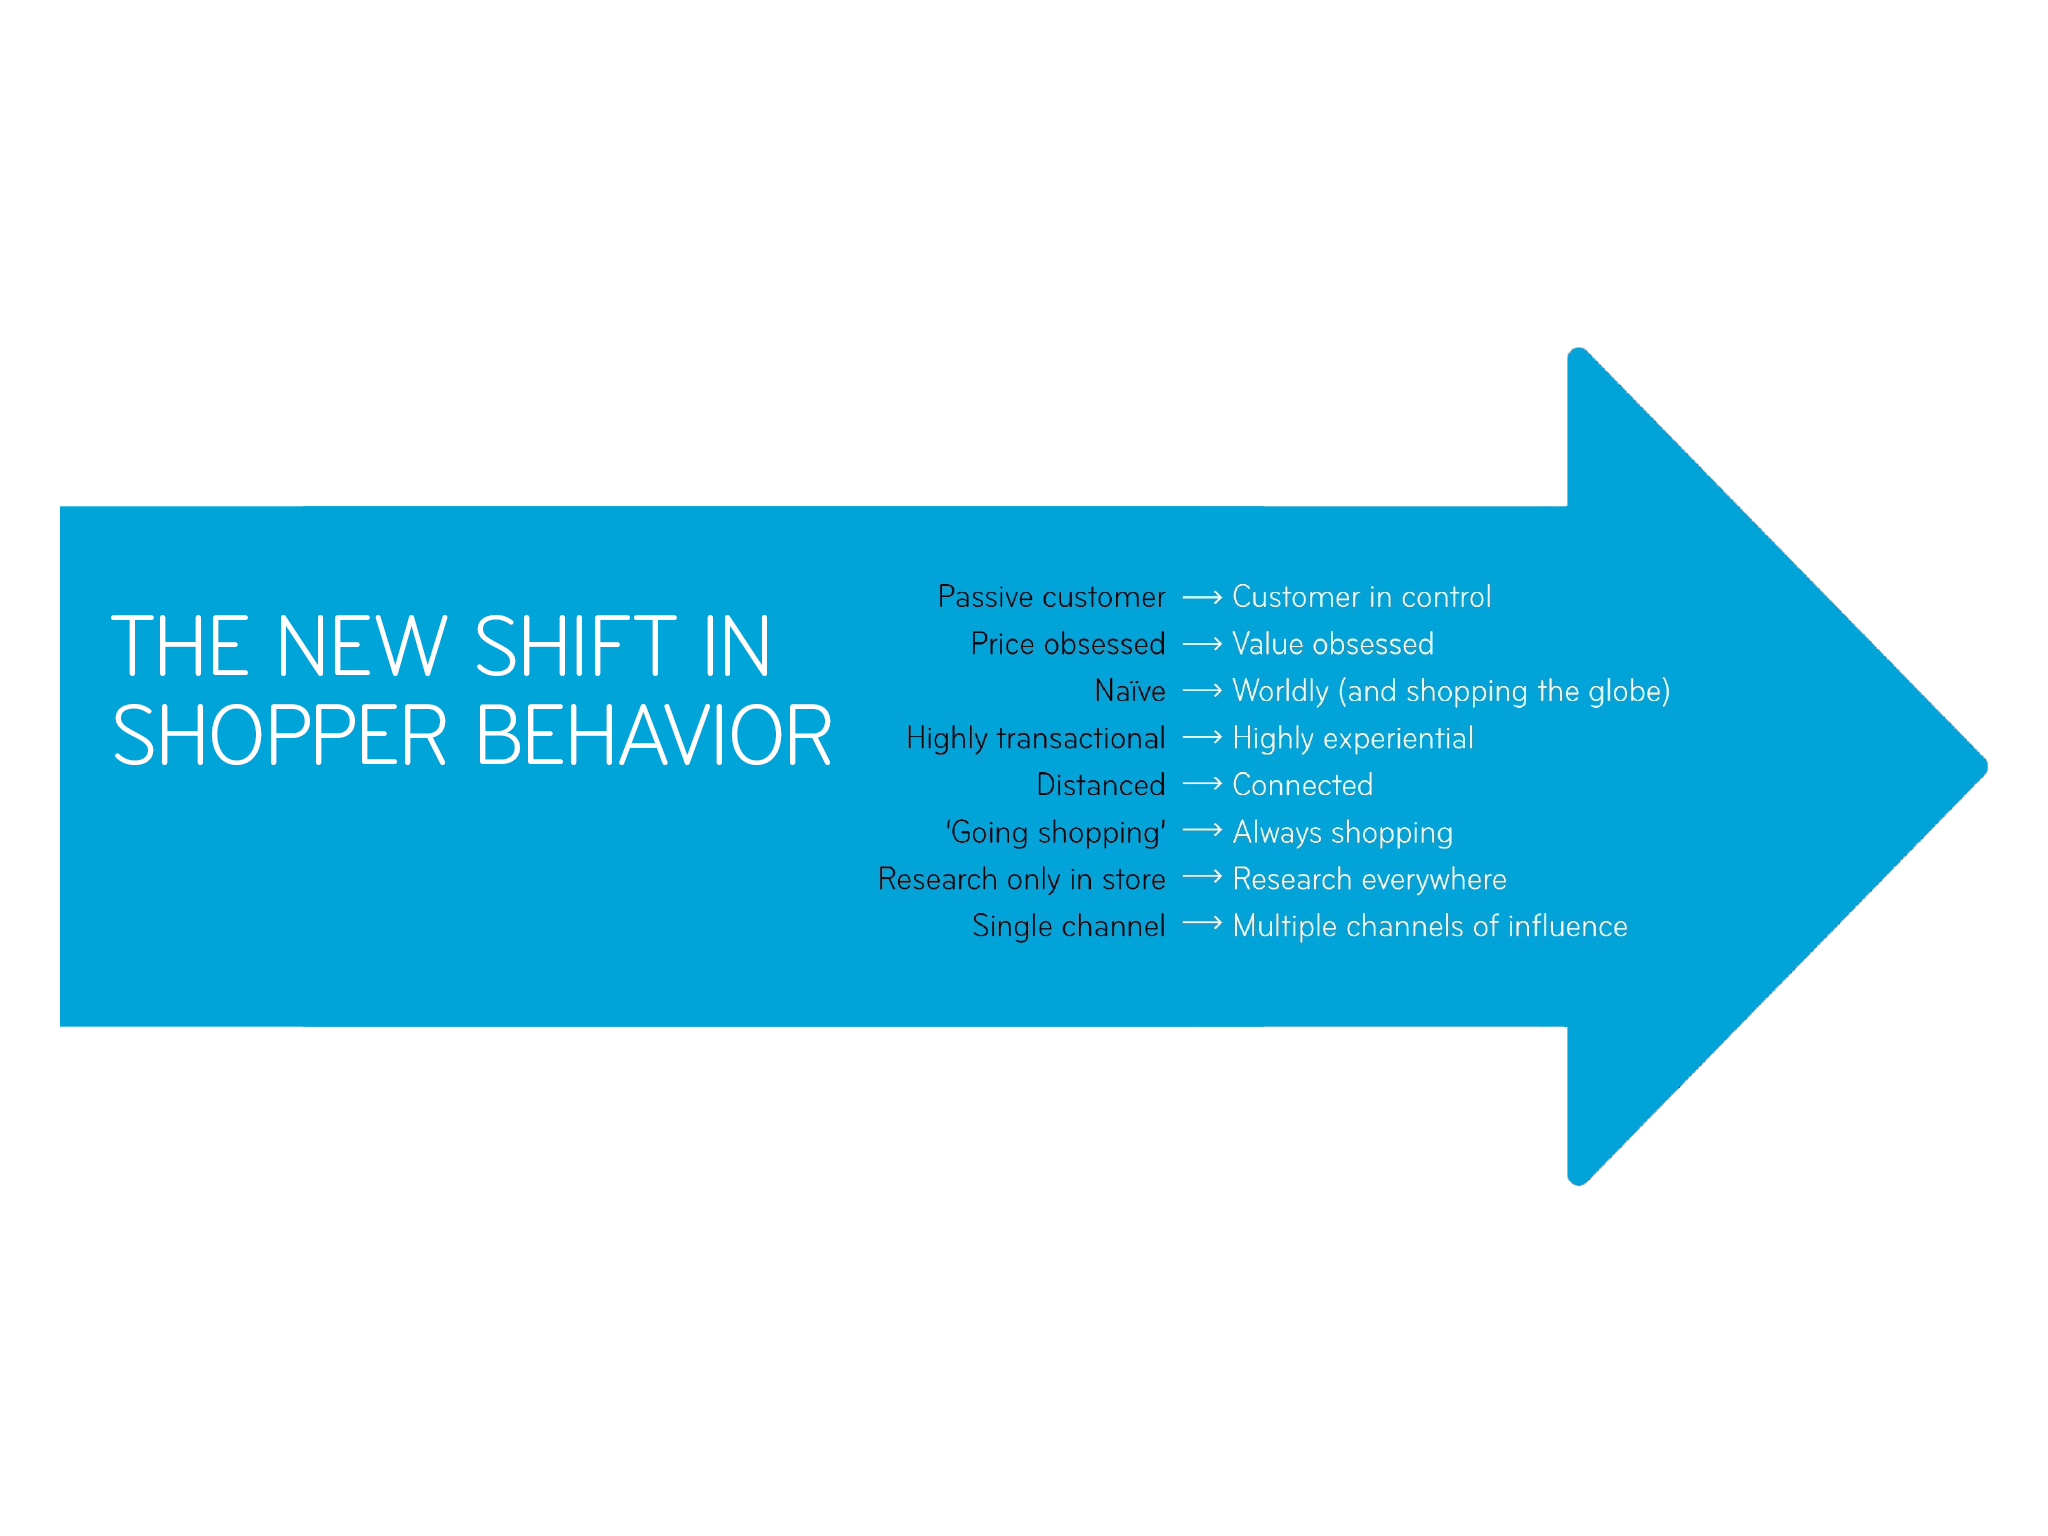 THE NEW SHIFT IN
SHOPPER BEHAVIOR
Passive customer → Customer in control
Price obsessed → Value obsessed
Naïve → Worldly (and shopping the globe)
Highly transactional → Highly experiential
Distanced → Connected
'Going shopping' → Always shopping
Research only in store → Research everywhere
Single channel → Multiple channels of influence